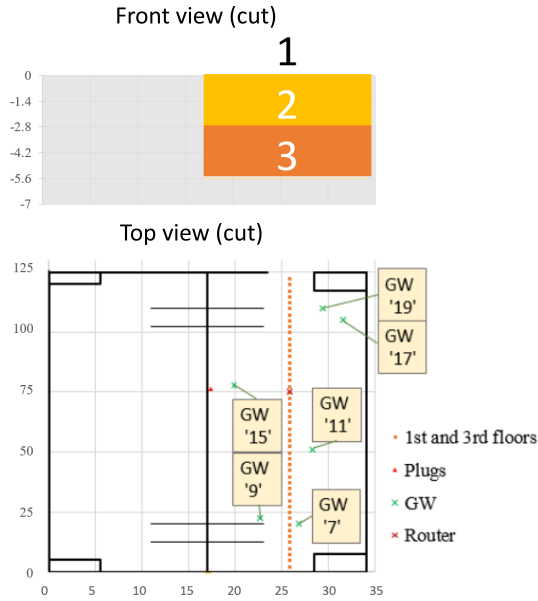 Front view (cut)
1
0
-1.4
2
-2.8
-4.2
3
-5.6
-7
Top view (cut)
125
GW
'19'
100
GW
'17'
75
GW
'15'
GW
'11'
1st and 3rd floors
50
GW
'9'
Plugs
GW
'7'
GW
25
Router
0
0 5 10 15 20 25 30 35